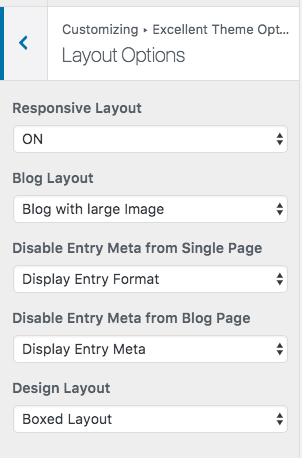 Customizing ▸ Excellent Theme Opt...
Layout Options
Responsive Layout
ON
Blog Layout
Blog with large Image
Disable Entry Meta from Single Page
Display Entry Format
Disable Entry Meta from Blog Page
Display Entry Meta
Design Layout
Boxed Layout